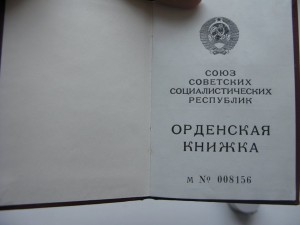 СОЮЗ
СОВЕТСКИХ
СОЦИАЛИСТИЧЕСКИХ
РЕСПУБЛИК
ОРДЕНСКАЯ
КНИЖКА
М № 008156